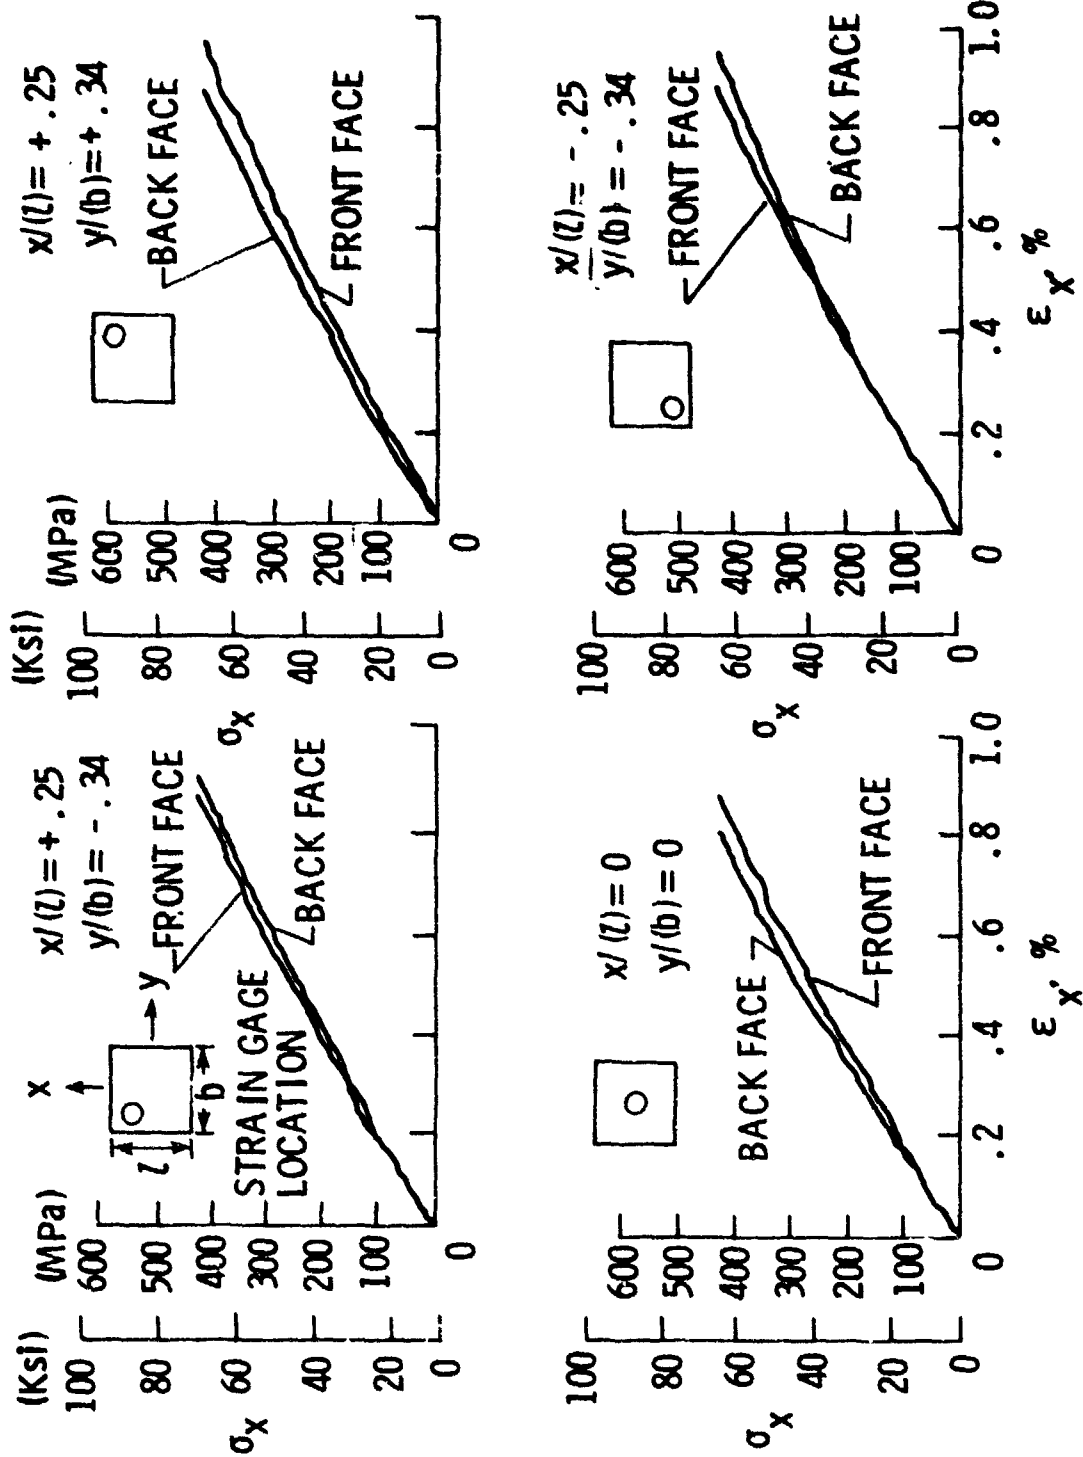 (Ksi)
(MPa)
x/(l)=+.25
y/(b)=-.34
100
80
60
40
20
0
600
500
400
300
200
100
0
σx
x
y
l
b
FRONT FACE
BACK FACE
STRAIN GAGE
LOCATION
(Ksi)
(MPa)
x/(l)=+.25
y/(b)=+.34
100
80
60
40
20
0
600
500
400
300
200
100
0
σx
BACK FACE
FRONT FACE
100
80
60
40
20
0
600
500
400
300
200
100
0
σx
x/(l)=0
y/(b)=0
BACK FACE
FRONT FACE
.2
.4
.6
.8
1.0
εx, %
100
80
60
40
20
0
600
500
400
300
200
100
0
σx
x/(l)=-.25
y/(b)=-.34
FRONT FACE
BACK FACE
.2
.4
.6
.8
1.0
εx, %